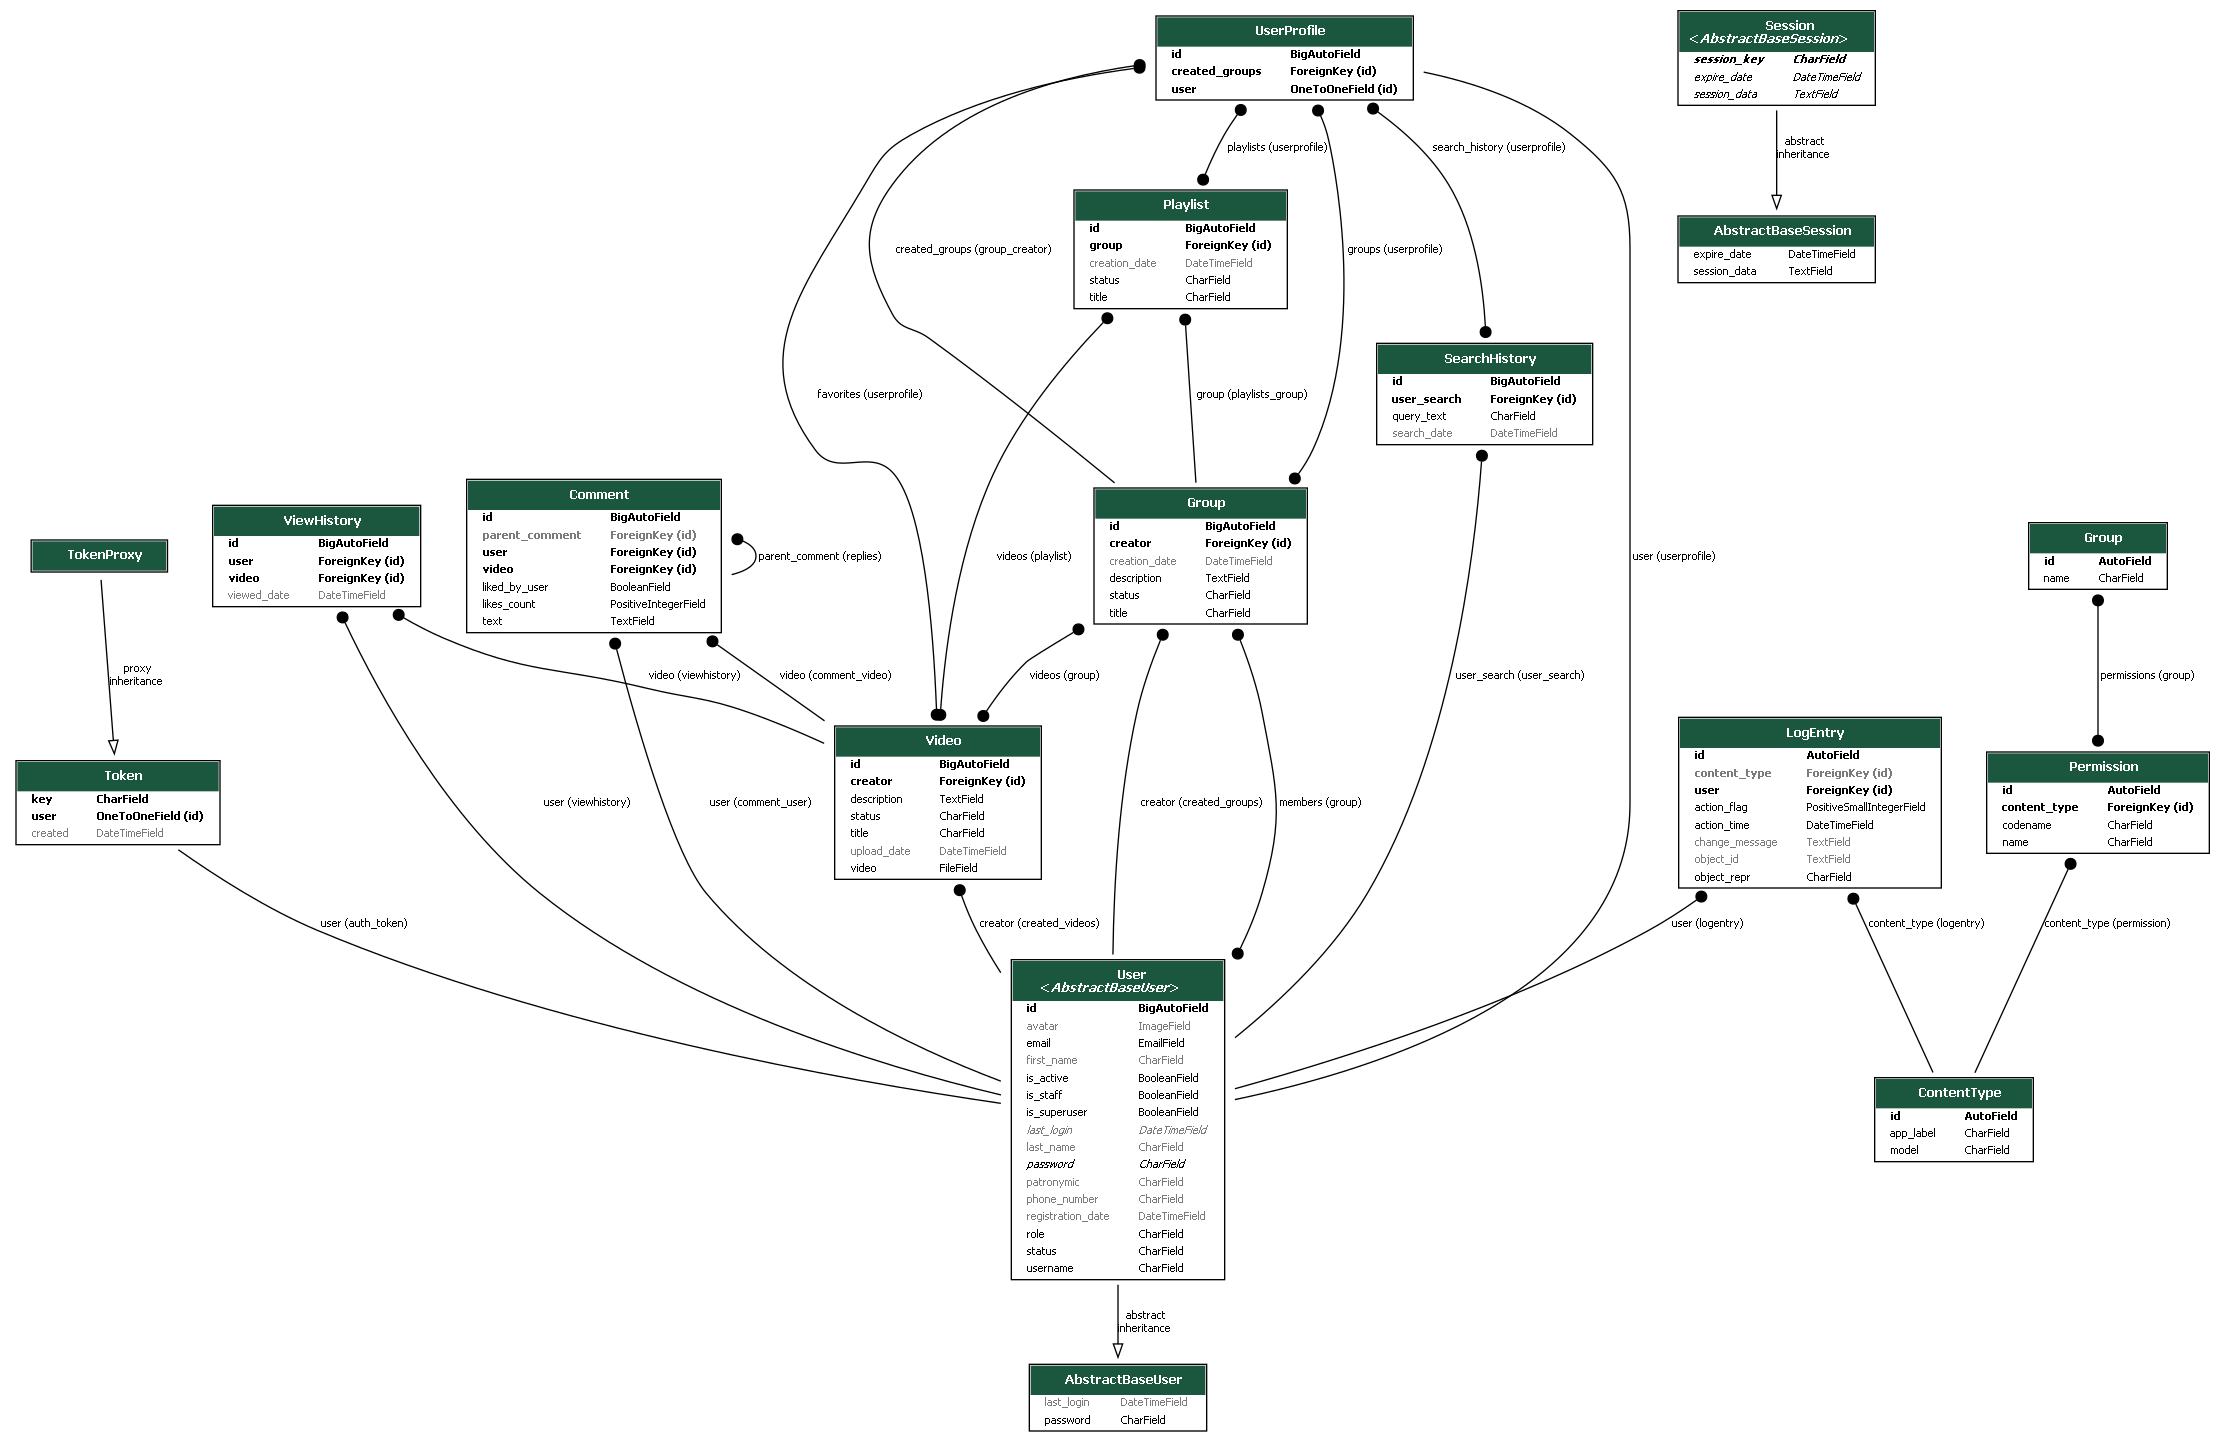 UserProfile
id BigAutoField
created_groups ForeignKey (id)
user OneToOneField (id)
Session
<AbstractBaseSession>
session_key CharField
expire_date DateTimeField
session_data TextField
playlists (userprofile)
search_history (userprofile)
abstract
inheritance
Playlist
id BigAutoField
group ForeignKey (id)
creation_date DateTimeField
status CharField
title CharField
AbstractBaseSession
expire_date DateTimeField
session_data TextField
created_groups (group_creator)
groups (userprofile)
SearchHistory
id BigAutoField
user_search ForeignKey (id)
query_text CharField
search_date DateTimeField
favorites (userprofile)
group (playlists_group)
TokenProxy
ViewHistory
id BigAutoField
user ForeignKey (id)
video ForeignKey (id)
viewed_date DateTimeField
Comment
id BigAutoField
parent_comment ForeignKey (id)
user ForeignKey (id)
video ForeignKey (id)
liked_by_user BooleanField
likes_count PositiveIntegerField
text TextField
parent_comment (replies)
videos (playlist)
Group
id BigAutoField
creator ForeignKey (id)
creation_date DateTimeField
description TextField
status CharField
title CharField
user (userprofile)
Group
id AutoField
name CharField
proxy
inheritance
video (viewhistory)
video (comment_video)
videos (group)
user_search (user_search)
permissions (group)
Token
key CharField
user OneToOneField (id)
created DateTimeField
user (viewhistory)
user (comment_user)
Video
id BigAutoField
creator ForeignKey (id)
description TextField
status CharField
title CharField
upload_date DateTimeField
video FileField
creator (created_groups)
members (group)
LogEntry
id AutoField
content_type ForeignKey (id)
user ForeignKey (id)
action_flag PositiveSmallIntegerField
action_time DateTimeField
change_message TextField
object_id TextField
object_repr CharField
Permission
id AutoField
content_type ForeignKey (id)
codename CharField
name CharField
user (auth_token)
creator (created_videos)
user (logentry)
content_type (logentry)
content_type (permission)
User
<AbstractBaseUser>
id BigAutoField
avatar ImageField
email EmailField
first_name CharField
is_active BooleanField
is_staff BooleanField
is_superuser BooleanField
last_login DateTimeField
last_name CharField
password CharField
patronymic CharField
phone_number CharField
registration_date DateTimeField
role CharField
status CharField
username CharField
ContentType
id AutoField
app_label CharField
model CharField
abstract
inheritance
AbstractBaseUser
last_login DateTimeField
password CharField